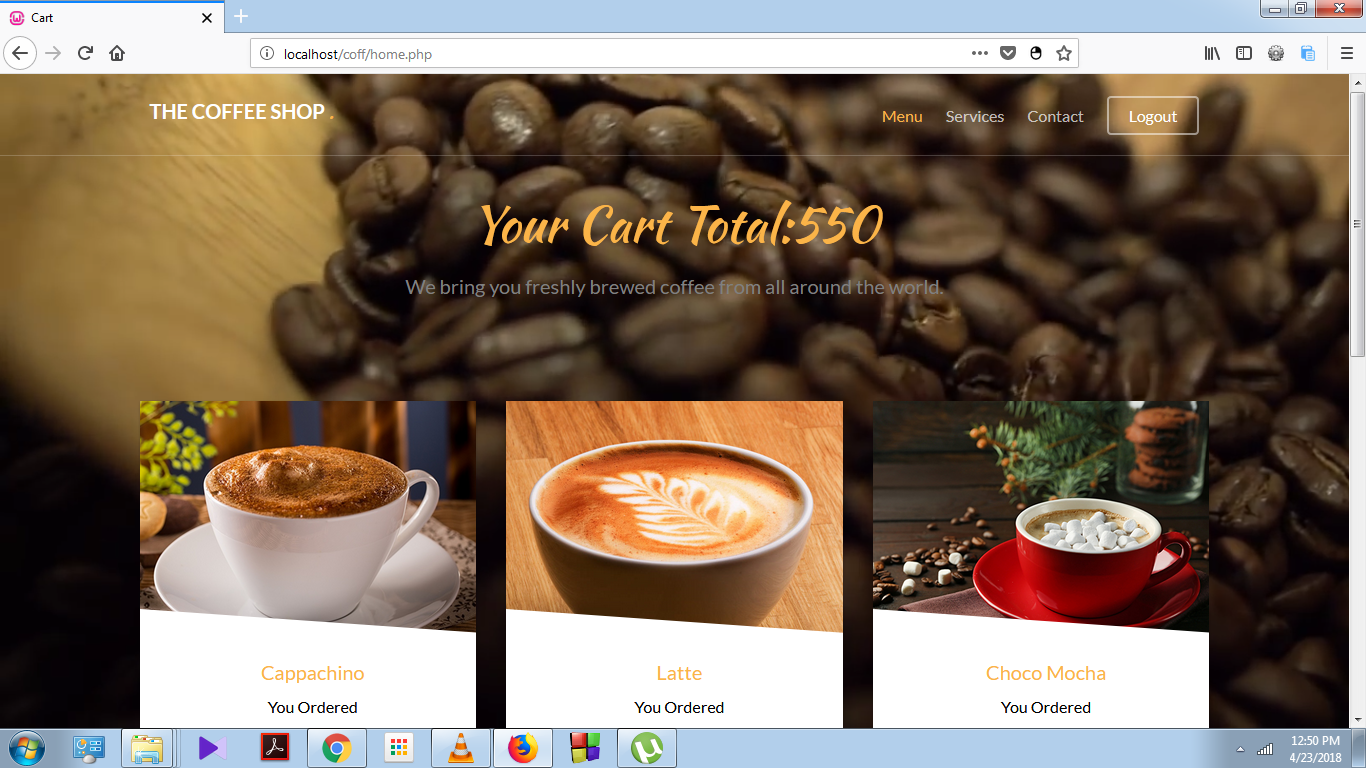 Cart
localhost/coff/home.php
THE COFFEE SHOP .
Menu
Services
Contact
Logout
Your Cart Total:550
We bring you freshly brewed coffee from all around the world.
Cappachino
Latte
Choco Mocha
You Ordered
You Ordered
You Ordered
12:50 PM
4/23/2018